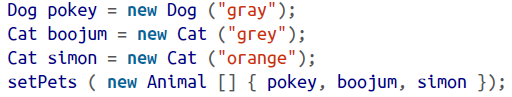 Dog pokey = new Dog ("gray");
Cat boojum = new Cat ("grey");
Cat simon = new Cat ("orange");
setPets ( new Animal [] { pokey, boojum, simon });